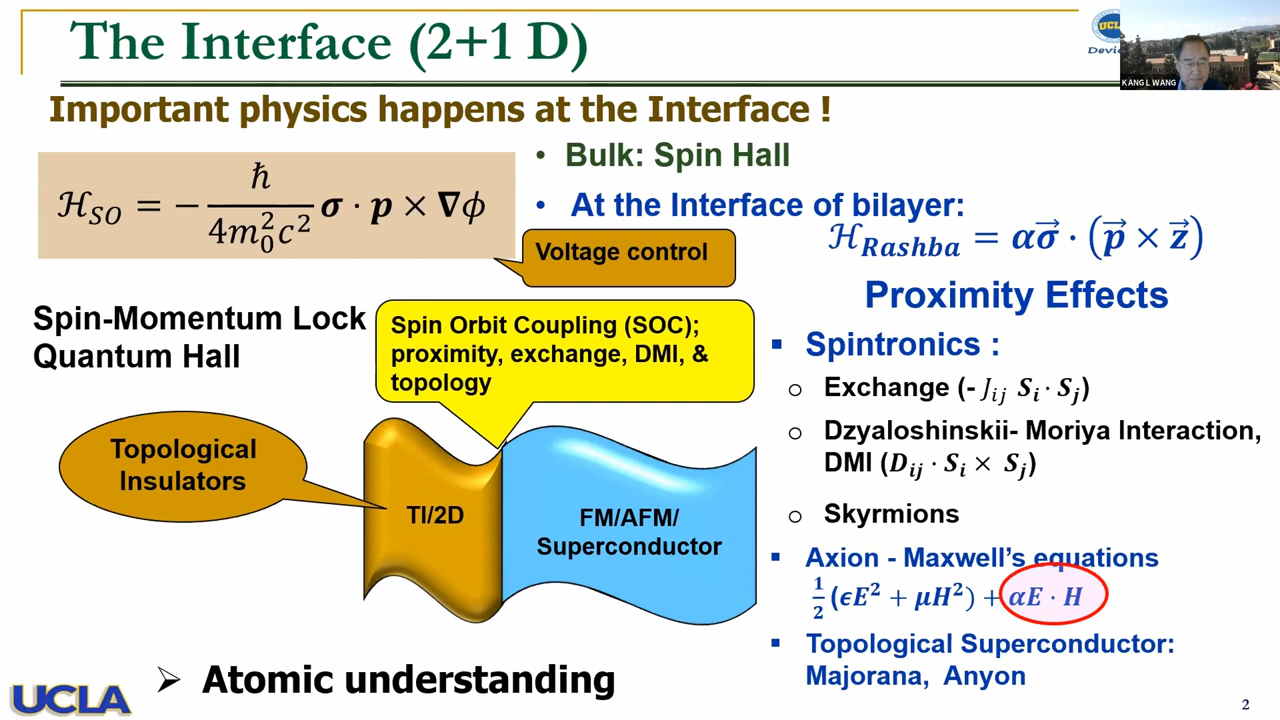 The Interface (2+1 D)
UCL
Devic
KANG L WANG
Important physics happens at the Interface !
ℋ_SO = − ħ / 4m₀²c² σ · p × ∇ϕ
• Bulk: Spin Hall
• At the Interface of bilayer:
ℋ_Rashba = ασ⃗ · (p⃗ × z⃗)
Voltage control
Proximity Effects
Spin-Momentum Lock
Quantum Hall
Spin Orbit Coupling (SOC);
proximity, exchange, DMI, &
topology
▪ Spintronics :
o Exchange (- J_ij S_i · S_j)
o Dzyaloshinskii- Moriya Interaction,
DMI (D_ij · S_i × S_j)
o Skyrmions
Topological
Insulators
TI/2D
FM/AFM/
Superconductor
▪ Axion - Maxwell's equations
1/2 (ϵE² + μH²) + αE · H
▪ Topological Superconductor:
Majorana, Anyon
➢ Atomic understanding
UCLA
2